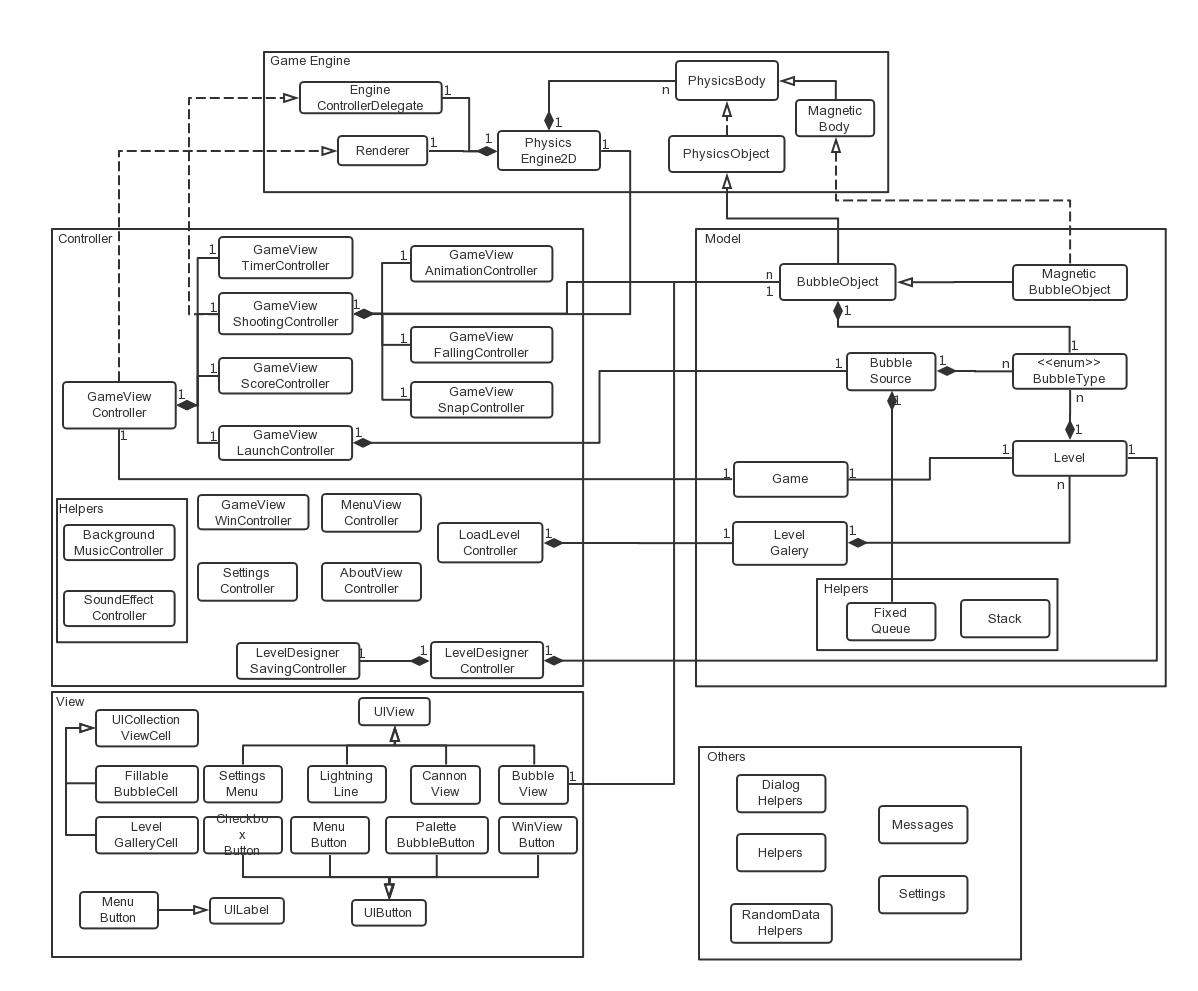 Game Engine
Engine
ControllerDelegate
1
Renderer
1
1
Physics
Engine2D
1
1
n
PhysicsBody
Magnetic
Body
PhysicsObject
Controller
GameView
TimerController
1
GameView
ShootingController
1
1
GameView
ScoreController
1
GameView
Controller
1
1
GameView
LaunchController
1
1
GameView
AnimationController
1
GameView
FallingController
1
GameView
SnapController
1
Helpers
Background
MusicController
SoundEffect
Controller
GameView
WinController
MenuView
Controller
LoadLevel
Controller
1
Settings
Controller
AboutView
Controller
LevelDesigner
SavingController
1
1
LevelDesigner
Controller
1
Model
n
1
BubbleObject
1
Magnetic
BubbleObject
1
Bubble
Source
1
1
n
1
<<enum>>
BubbleType
n
1
1
Level
1
n
1
Game
1
1
Level
Galery
1
Helpers
Fixed
Queue
Stack
View
UICollection
ViewCell
UIView
Fillable
BubbleCell
Settings
Menu
Lightning
Line
Cannon
View
Bubble
View
1
Level
GalleryCell
Checkbo
x
Button
Menu
Button
Palette
BubbleButton
WinView
Button
Menu
Button
UILabel
UIButton
Others
Dialog
Helpers
Messages
Helpers
Settings
RandomData
Helpers